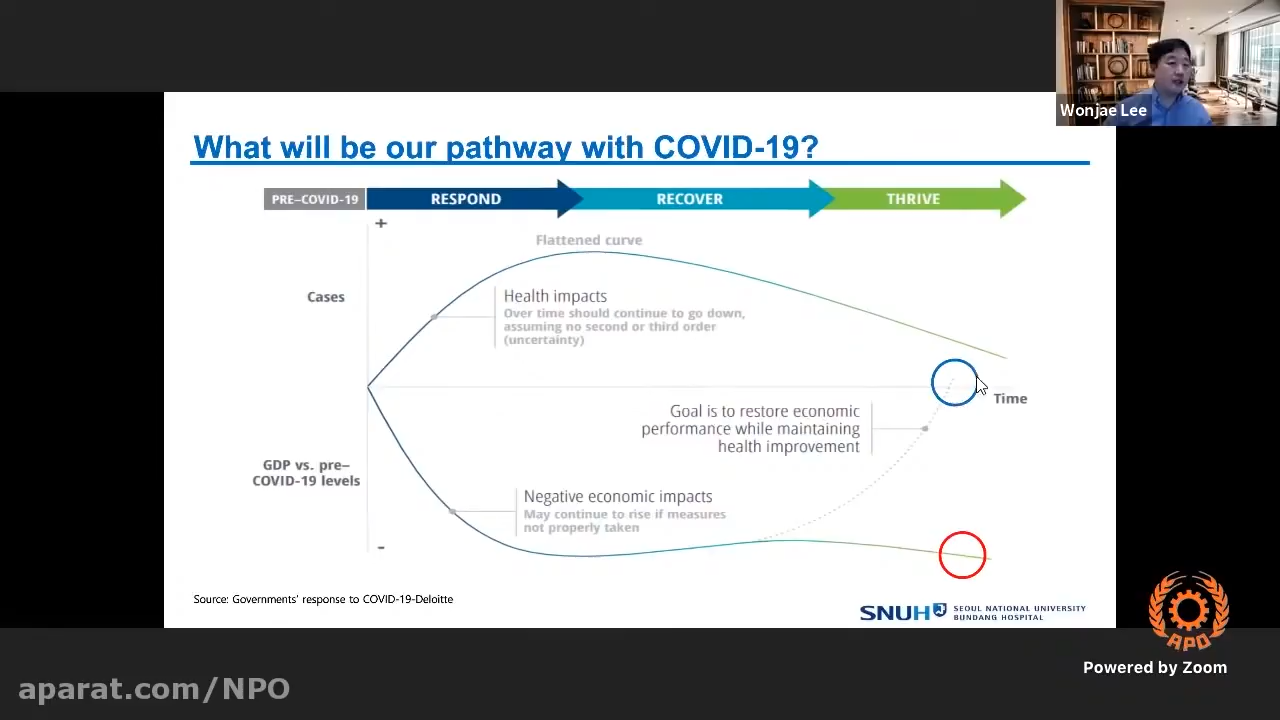 Wonjae Lee
What will be our pathway with COVID-19?
PRE–COVID-19
RESPOND
RECOVER
THRIVE
+
Flattened curve
Cases
Health impacts
Over time should continue to go down,
assuming no second or third order
(uncertainty)
Time
Goal is to restore economic
performance while maintaining
health improvement
GDP vs. pre–
COVID-19 levels
Negative economic impacts
May continue to rise if measures
not properly taken
-
Source: Governments' response to COVID-19-Deloitte
SNUH
SEOUL NATIONAL UNIVERSITY
BUNDANG HOSPITAL
APO
Powered by Zoom
aparat.com/NPO